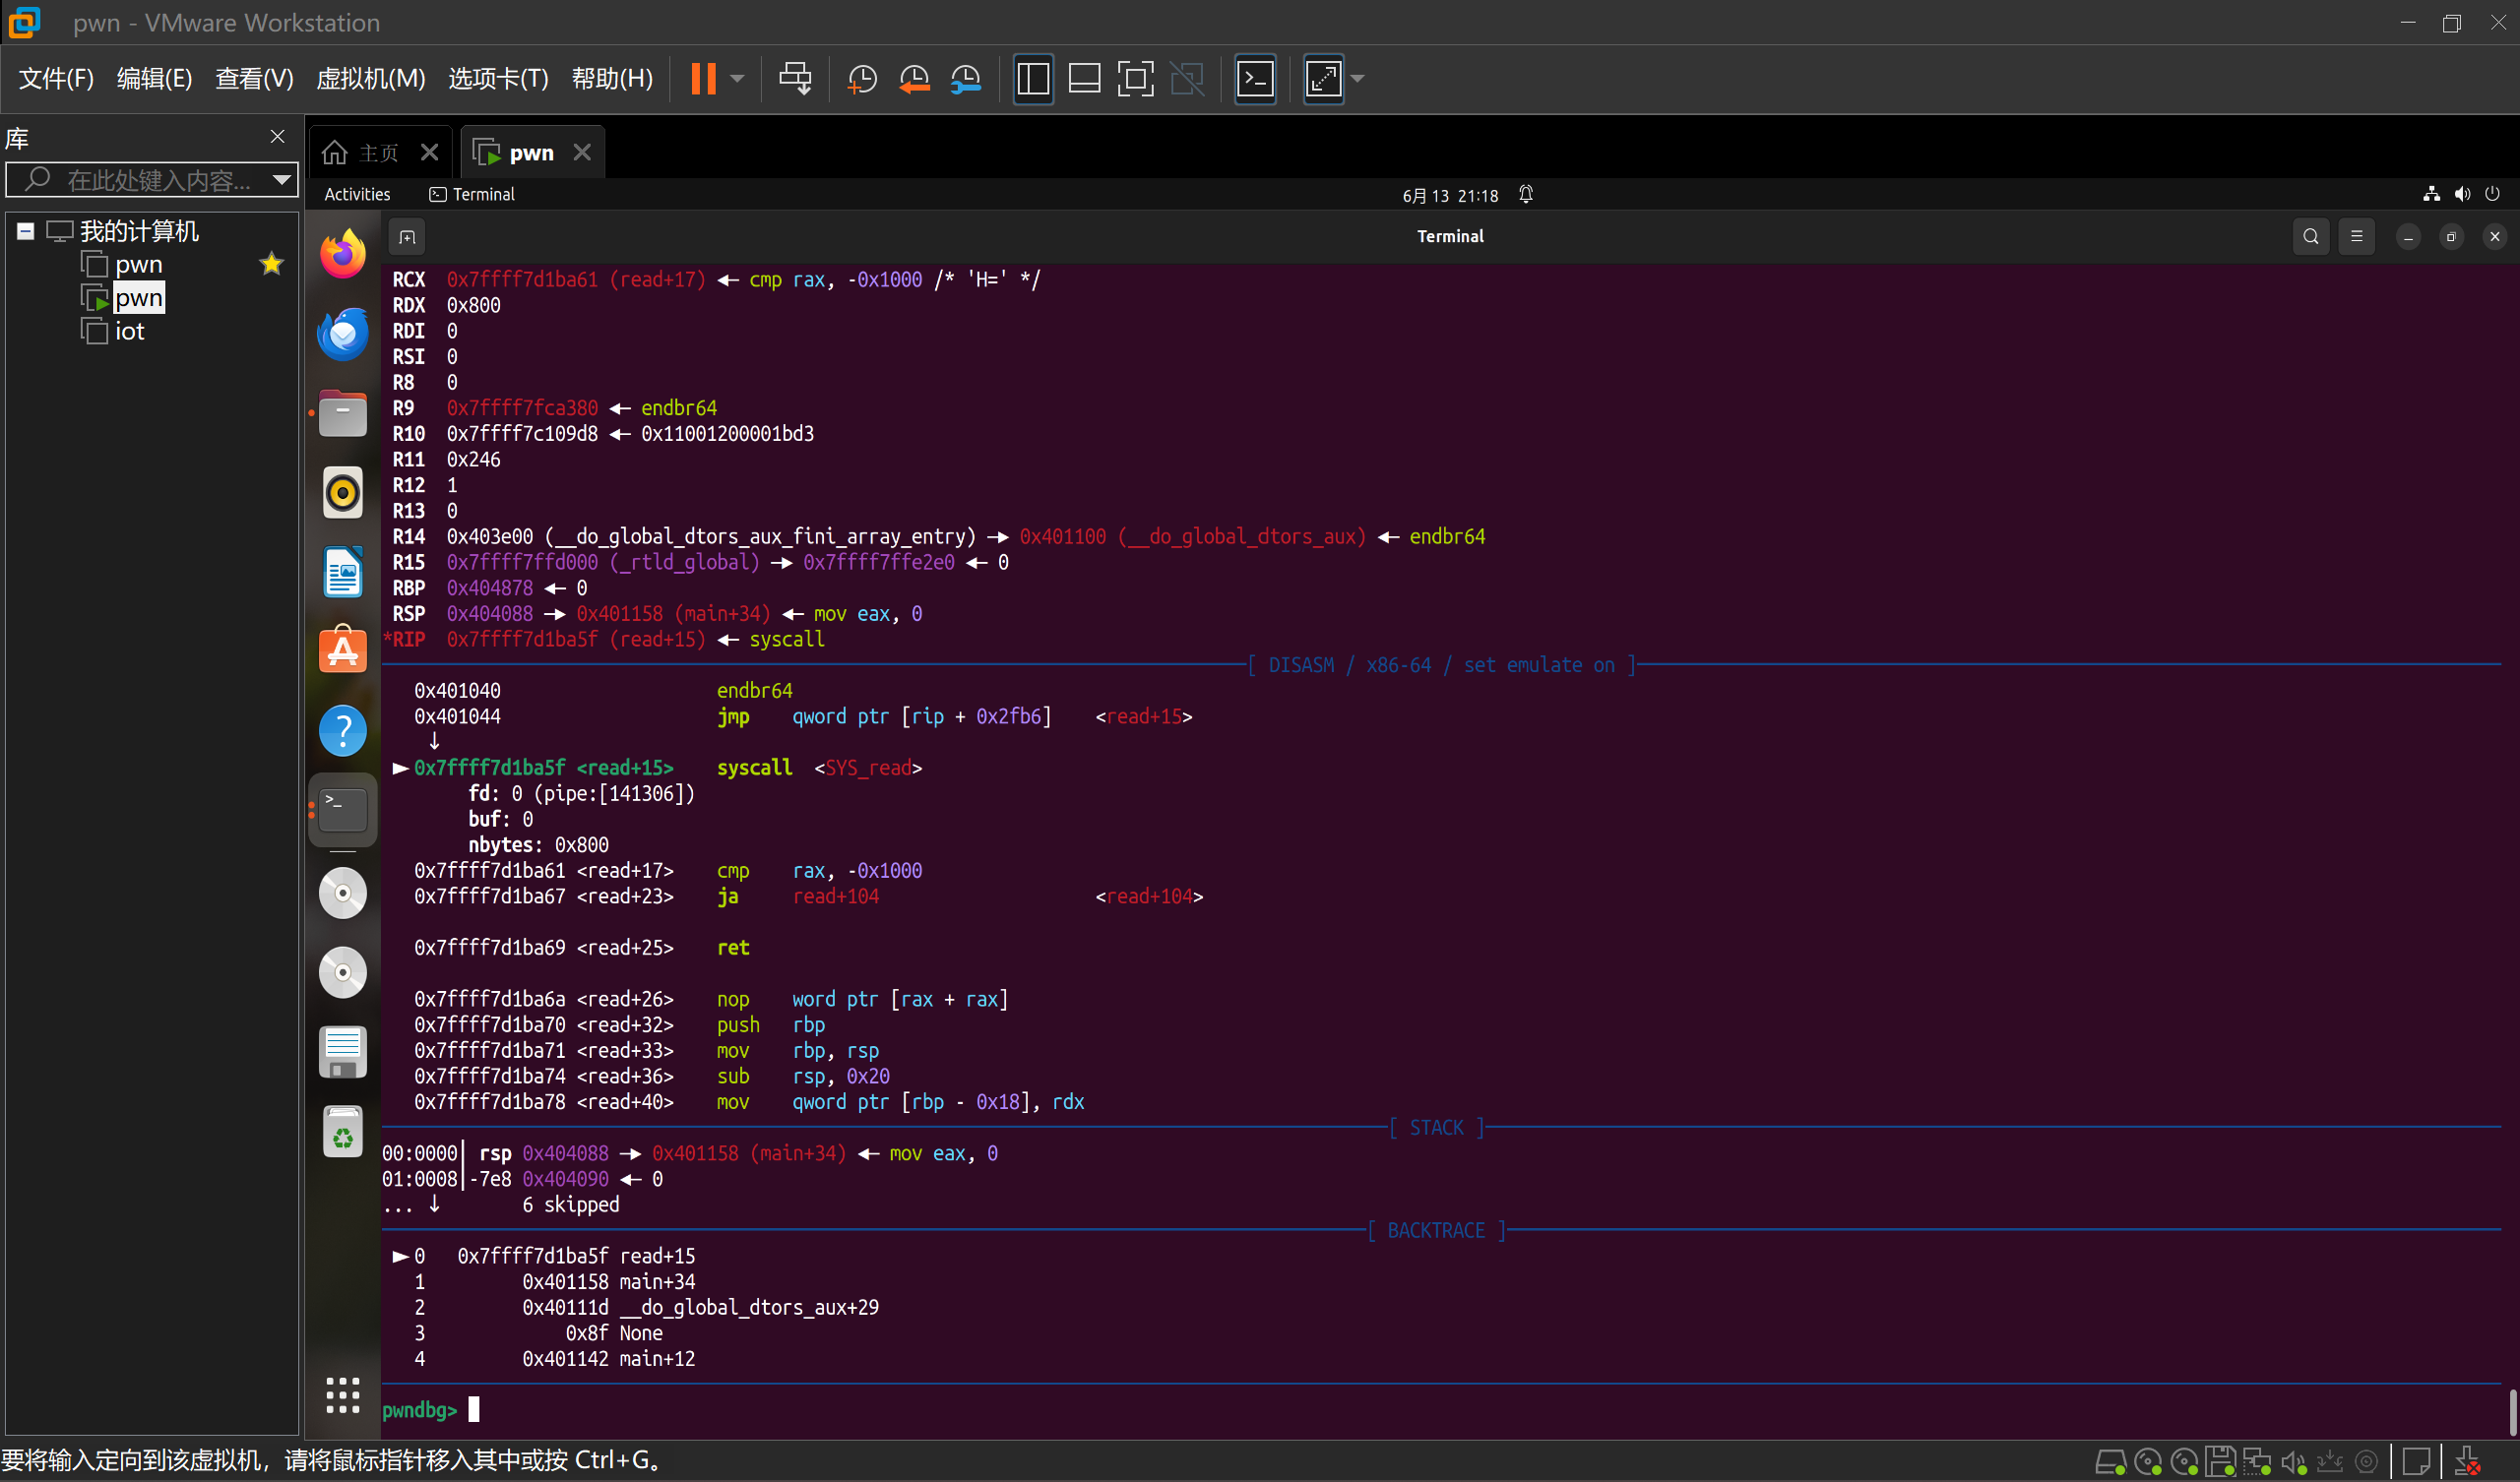 pwn - VMware Workstation
文件(F) 编辑(E) 查看(V) 虚拟机(M) 选项卡(T) 帮助(H)
库
在此处键入内容...
我的计算机
pwn
pwn
iot
主页 pwn
Activities Terminal 6月 13 21:18
Terminal
RCX 0x7ffff7d1ba61 (read+17) ◂— cmp rax, -0x1000 /* 'H=' */
RDX 0x800
RDI 0
RSI 0
R8 0
R9 0x7ffff7fca380 ◂— endbr64
R10 0x7ffff7c109d8 ◂— 0x11001200001bd3
R11 0x246
R12 1
R13 0
R14 0x403e00 (__do_global_dtors_aux_fini_array_entry) —▸ 0x401100 (__do_global_dtors_aux) ◂— endbr64
R15 0x7ffff7ffd000 (_rtld_global) —▸ 0x7ffff7ffe2e0 ◂— 0
RBP 0x404878 ◂— 0
RSP 0x404088 —▸ 0x401158 (main+34) ◂— mov eax, 0
*RIP 0x7ffff7d1ba5f (read+15) ◂— syscall
[ DISASM / x86-64 / set emulate on ]
0x401040 endbr64
0x401044 jmp qword ptr [rip + 0x2fb6] <read+15>
↓
► 0x7ffff7d1ba5f <read+15> syscall <SYS_read>
fd: 0 (pipe:[141306])
buf: 0
nbytes: 0x800
0x7ffff7d1ba61 <read+17> cmp rax, -0x1000
0x7ffff7d1ba67 <read+23> ja read+104 <read+104>
0x7ffff7d1ba69 <read+25> ret
0x7ffff7d1ba6a <read+26> nop word ptr [rax + rax]
0x7ffff7d1ba70 <read+32> push rbp
0x7ffff7d1ba71 <read+33> mov rbp, rsp
0x7ffff7d1ba74 <read+36> sub rsp, 0x20
0x7ffff7d1ba78 <read+40> mov qword ptr [rbp - 0x18], rdx
[ STACK ]
00:0000│ rsp 0x404088 —▸ 0x401158 (main+34) ◂— mov eax, 0
01:0008│-7e8 0x404090 ◂— 0
... ↓ 6 skipped
[ BACKTRACE ]
► 0 0x7ffff7d1ba5f read+15
1 0x401158 main+34
2 0x40111d __do_global_dtors_aux+29
3 0x8f None
4 0x401142 main+12
pwndbg>
要将输入定向到该虚拟机，请将鼠标指针移入其中或按 Ctrl+G。